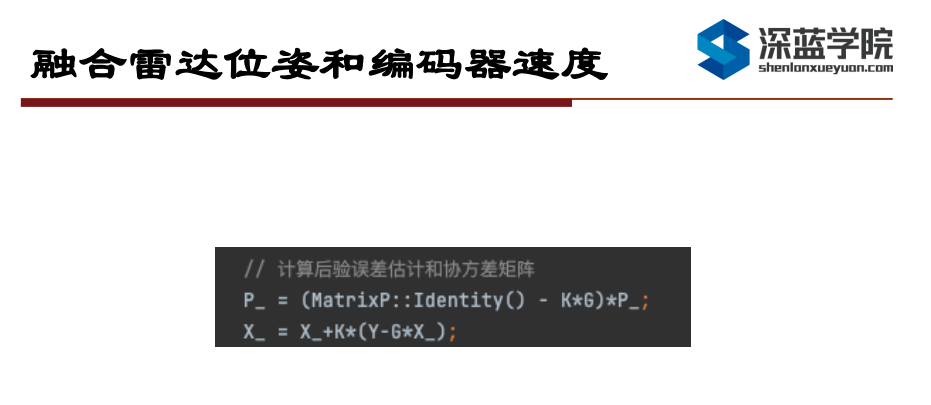 融合雷达位姿和编码器速度
深蓝学院
shenlanxueyuan.com
// 计算后验误差估计和协方差矩阵
P_ = (MatrixP::Identity() - K*G)*P_;
X_ = X_+K*(Y-G*X_);